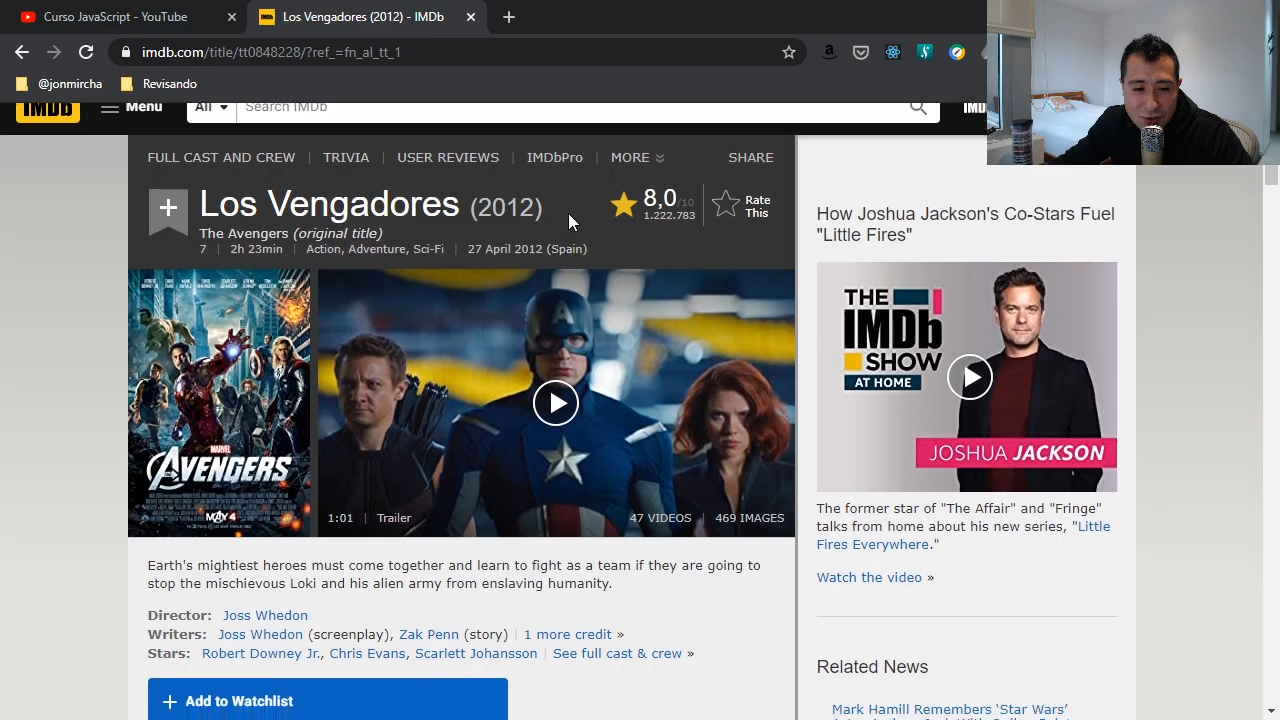 Curso JavaScript - YouTube
Los Vengadores (2012) - IMDb
imdb.com/title/tt0848228/?ref_=fn_al_tt_1
@jonmircha
Revisando
IMDb
Menu
All
Search IMDb
IMD
FULL CAST AND CREW
TRIVIA
USER REVIEWS
IMDbPro
MORE
SHARE
Los Vengadores (2012)
The Avengers (original title)
8,0/10
1.222.783
Rate
This
7 | 2h 23min | Action, Adventure, Sci-Fi | 27 April 2012 (Spain)
MARVEL
AVENGERS
MAY 4
1:01 | Trailer
47 VIDEOS | 469 IMAGES
Earth's mightiest heroes must come together and learn to fight as a team if they are going to
stop the mischievous Loki and his alien army from enslaving humanity.
Director: Joss Whedon
Writers: Joss Whedon (screenplay), Zak Penn (story) | 1 more credit »
Stars: Robert Downey Jr., Chris Evans, Scarlett Johansson | See full cast & crew »
Add to Watchlist
How Joshua Jackson's Co-Stars Fuel
"Little Fires"
THE
IMDb
SHOW
AT HOME
JOSHUA JACKSON
The former star of "The Affair" and "Fringe"
talks from home about his new series, "Little
Fires Everywhere."
Watch the video »
Related News
Mark Hamill Remembers ‘Star Wars’